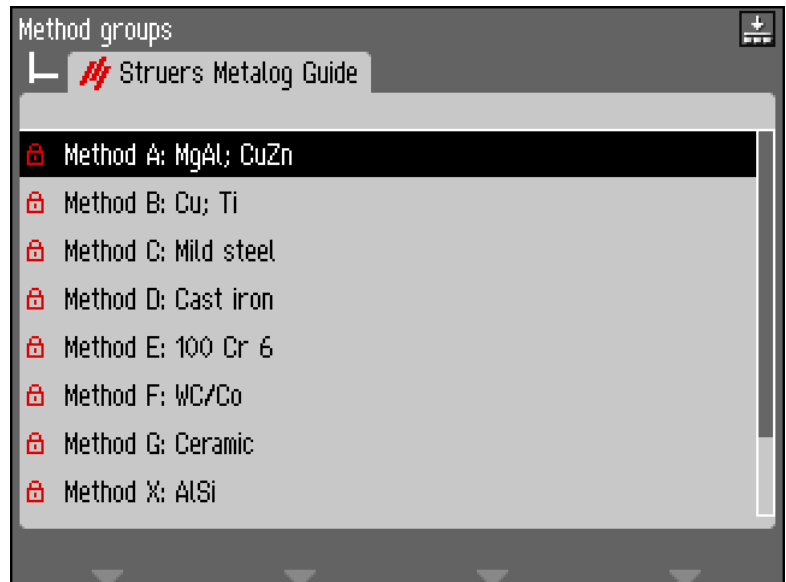 Method groups
Struers Metalog Guide
Method A: MgAl; CuZn
Method B: Cu; Ti
Method C: Mild steel
Method D: Cast iron
Method E: 100 Cr 6
Method F: WC/Co
Method G: Ceramic
Method X: AlSi